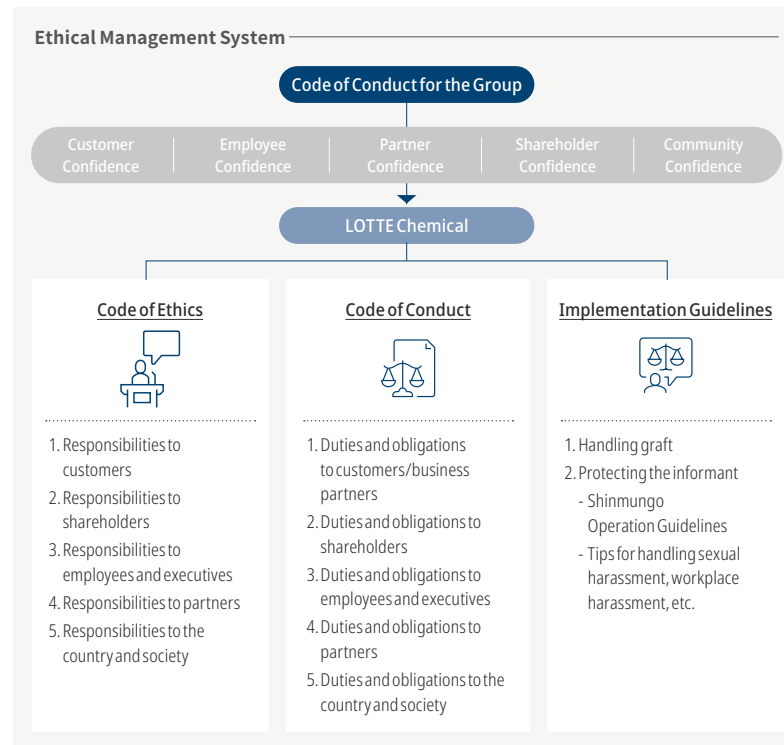 Ethical Management System
Code of Conduct for the Group
Customer
Confidence
Employee
Confidence
Partner
Confidence
Shareholder
Confidence
Community
Confidence
LOTTE Chemical
Code of Ethics
1. Responsibilities to
customers
2. Responsibilities to
shareholders
3. Responsibilities to
employees and executives
4. Responsibilities to partners
5. Responsibilities to the
country and society
Code of Conduct
1. Duties and obligations
to customers/business
partners
2. Duties and obligations to
shareholders
3. Duties and obligations to
employees and executives
4. Duties and obligations to
partners
5. Duties and obligations to the
country and society
Implementation Guidelines
1. Handling graft
2. Protecting the informant
- Shinmungo
Operation Guidelines
- Tips for handling sexual
harassment, workplace
harassment, etc.